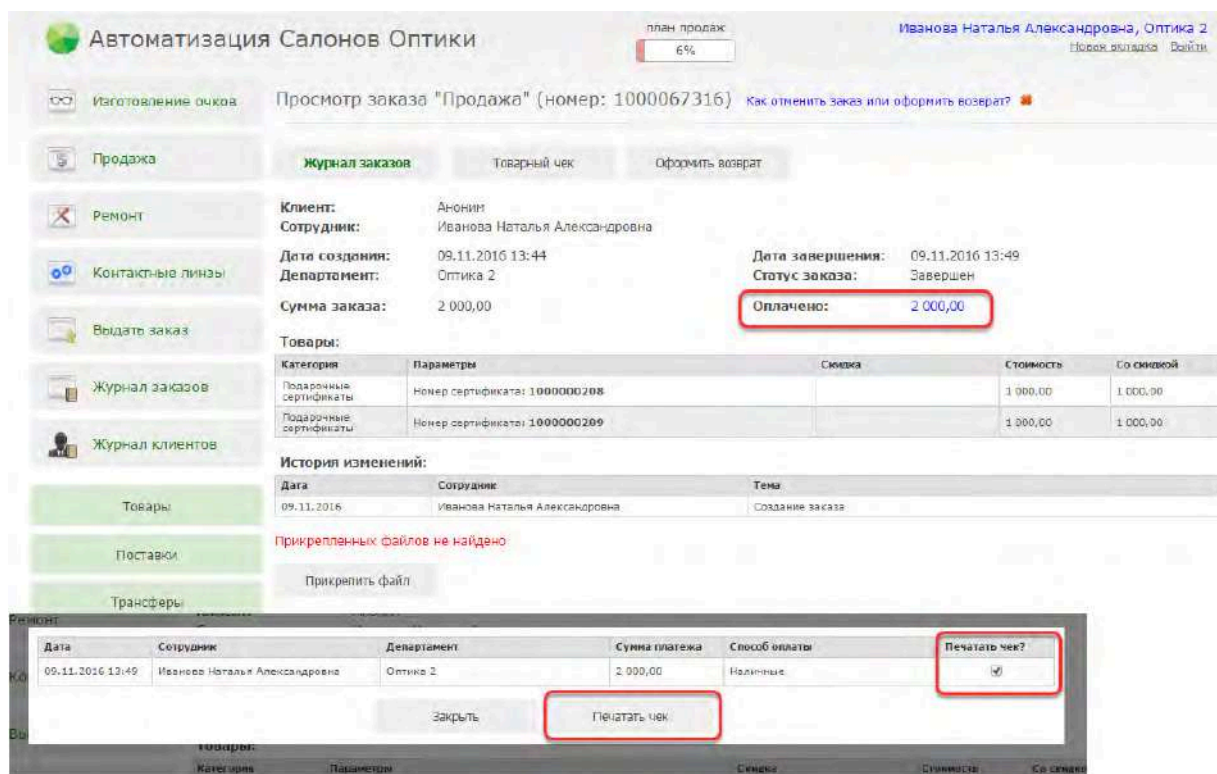 Автоматизация Салонов Оптики
план продаж
6%
Иванова Наталья Александровна, Оптика 2
Новая вкладка Выйти
Изготовление очков
Просмотр заказа "Продажа" (номер: 1000067316) Как отменить заказ или оформить возврат?
Продажа
Журнал заказов Товарный чек Оформить возврат
Ремонт
Клиент: Аноним
Сотрудник: Иванова Наталья Александровна
Контактные линзы
Дата создания: 09.11.2016 13:44 Дата завершения: 09.11.2016 13:49
Департамент: Оптика 2 Статус заказа: Завершен
Сумма заказа: 2 000,00 Оплачено: 2 000,00
Выдать заказ
Товары:
Категория Параметры Скидка Стоимость Со скидкой
Журнал заказов
Подарочные сертификаты Номер сертификата: 1000000208 1 000,00 1 000,00
Подарочные сертификаты Номер сертификата: 1000000209 1 000,00 1 000,00
Журнал клиентов
История изменений:
Дата Сотрудник Тема
09.11.2016 Иванова Наталья Александровна Создание заказа
Товары
Прикрепленных файлов не найдено
Поставки
Прикрепить файл
Трансферы
Ремонт
Дата Сотрудник Департамент Сумма платежа Способ оплаты Печатать чек?
09.11.2016 13:49 Иванова Наталья Александровна Оптика 2 2 000,00 Наличные
Закрыть Печатать чек
Товары:
Категория Параметры Скидка Стоимость Со скидко